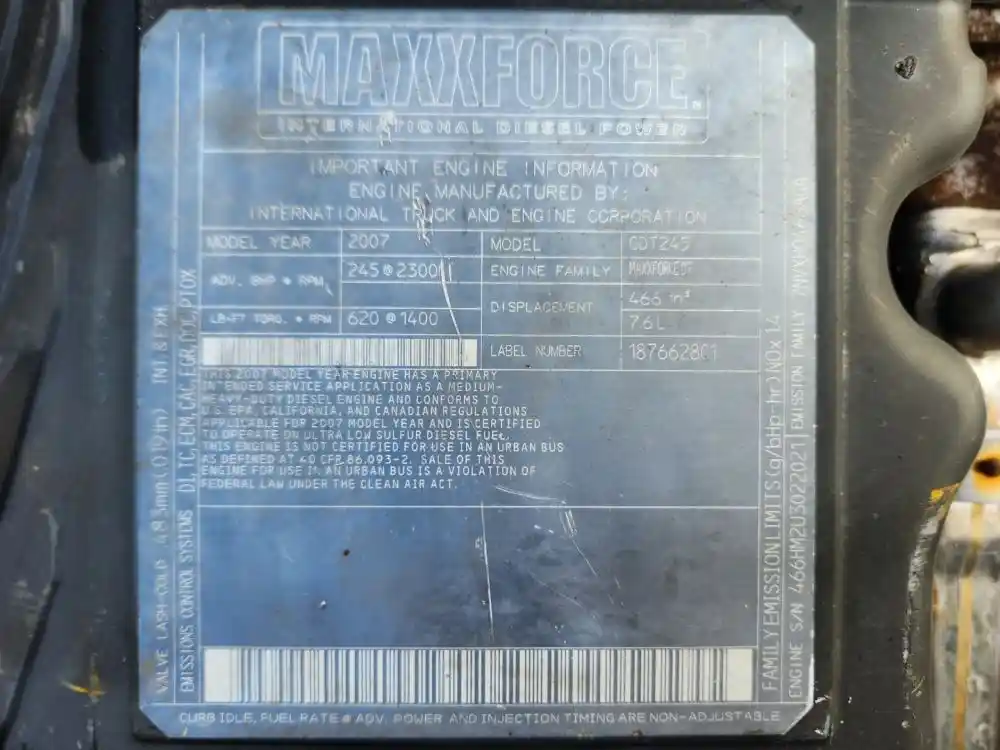 MAXXFORCE
INTERNATIONAL DIESEL POWER
IMPORTANT ENGINE INFORMATION
ENGINE MANUFACTURED BY:
INTERNATIONAL TRUCK AND ENGINE CORPORATION
MODEL YEAR 2007 MODEL GDT245
ADV. BHP @ RPM 245@2300 ENGINE FAMILY MAXXFORCE DT
DISPLACEMENT 466 in³
LB-FT TORQ. @ RPM 620 @ 1400 7.6L
LABEL NUMBER 1876628C1
THIS 2007 MODEL YEAR ENGINE HAS A PRIMARY
INTENDED SERVICE APPLICATION AS A MEDIUM-
HEAVY-DUTY DIESEL ENGINE AND CONFORMS TO
U.S. EPA, CALIFORNIA, AND CANADIAN REGULATIONS
APPLICABLE FOR 2007 MODEL YEAR AND IS CERTIFIED
TO OPERATE ON ULTRA LOW SULFUR DIESEL FUEL.
THIS ENGINE IS NOT CERTIFIED FOR USE IN AN URBAN BUS
AS DEFINED AT 40 CFR 86.093-2. SALE OF THIS
ENGINE FOR USE IN AN URBAN BUS IS A VIOLATION OF
FEDERAL LAW UNDER THE CLEAN AIR ACT.
VALVE LASH-COLD .483mm(.019in) INT.&EXH
EMISSIONS CONTROL SYSTEMS DI,TC,ECM,CAC,EGR,DOC,PTOX
FAMILY EMISSION LIMITS (g/bHp-hr) NOx 1.4
ENGINE S/N 466HM2U3022021 EMISSION FAMILY
CURB IDLE, FUEL RATE @ ADV. POWER AND INJECTION TIMING ARE NON-ADJUSTABLE